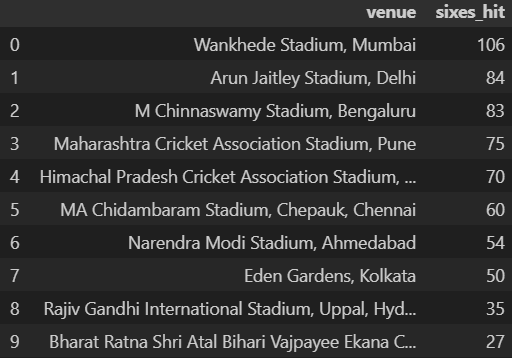 venue sixes_hit
0 Wankhede Stadium, Mumbai 106
1 Arun Jaitley Stadium, Delhi 84
2 M Chinnaswamy Stadium, Bengaluru 83
3 Maharashtra Cricket Association Stadium, Pune 75
4 Himachal Pradesh Cricket Association Stadium, ... 70
5 MA Chidambaram Stadium, Chepauk, Chennai 60
6 Narendra Modi Stadium, Ahmedabad 54
7 Eden Gardens, Kolkata 50
8 Rajiv Gandhi International Stadium, Uppal, Hyd... 35
9 Bharat Ratna Shri Atal Bihari Vajpayee Ekana C... 27